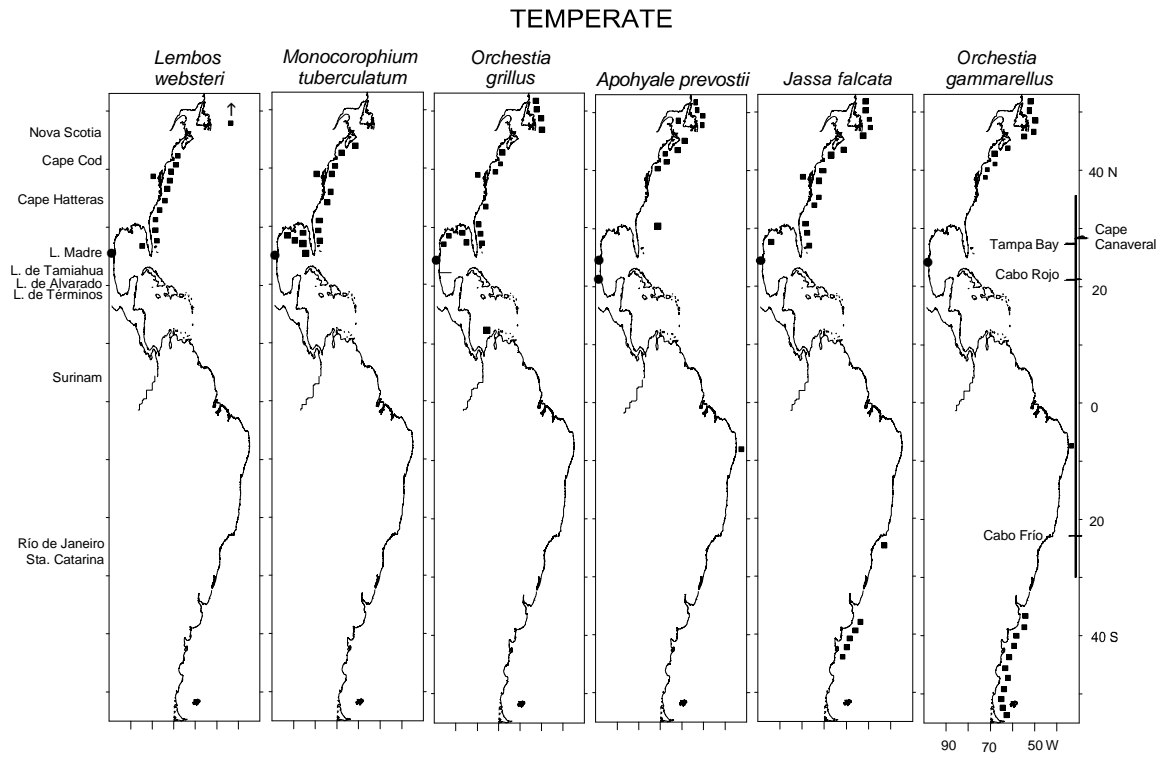 TEMPERATE
Lembos
websteri
Monocorophium
tuberculatum
Orchestia
grillus
Apohyale prevostii
Jassa falcata
Orchestia
gammarellus
Nova Scotia
Cape Cod
Cape Hatteras
L. Madre
L. de Tamiahua
L. de Alvarado
L. de Términos
Surinam
Río de Janeiro
Sta. Catarina
40 N
Cape
Canaveral
Tampa Bay
Cabo Rojo
20
0
20
Cabo Frío
40 S
90 70 50 W